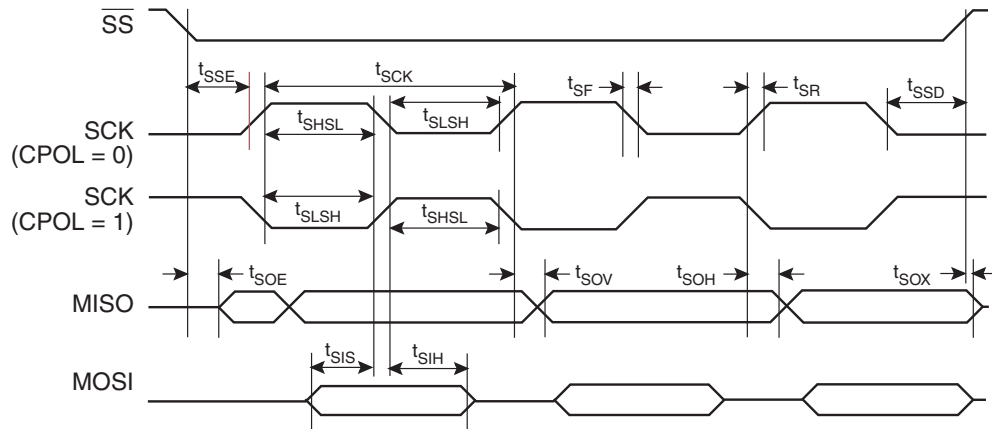 SS
tSSE
tSCK
tSF
tSR
tSSD
tSHSL
tSLSH
SCK
(CPOL = 0)
SCK
(CPOL = 1)
tSLSH
tSHSL
tSOE
tSOV
tSOH
tSOX
MISO
tSIS
tSIH
MOSI